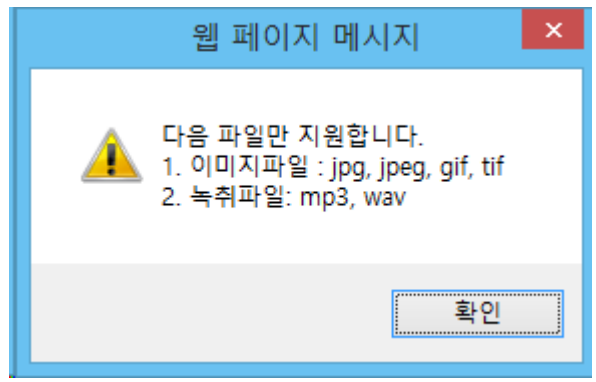 웹 페이지 메시지
다음 파일만 지원합니다.
1. 이미지파일 : jpg, jpeg, gif, tif
2. 녹취파일: mp3, wav
확인